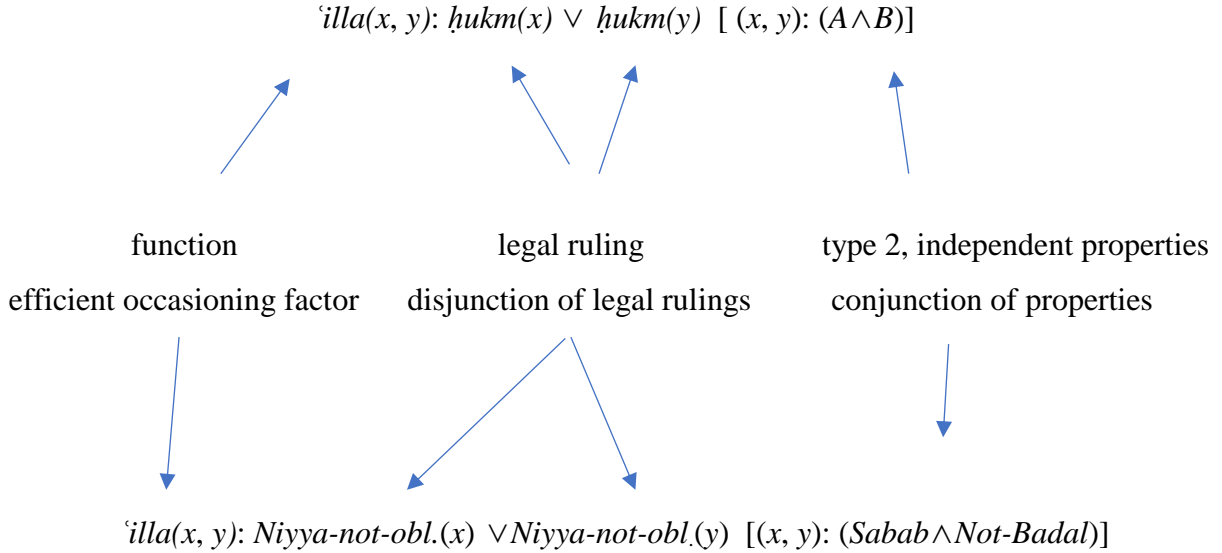 ʿilla(x, y): ḥukm(x) ∨ ḥukm(y) [ (x, y): (A∧B)]
function legal ruling type 2, independent properties
efficient occasioning factor disjunction of legal rulings conjunction of properties
ʿilla(x, y): Niyya-not-obl.(x) ∨Niyya-not-obl.(y) [(x, y): (Sabab∧Not-Badal)]